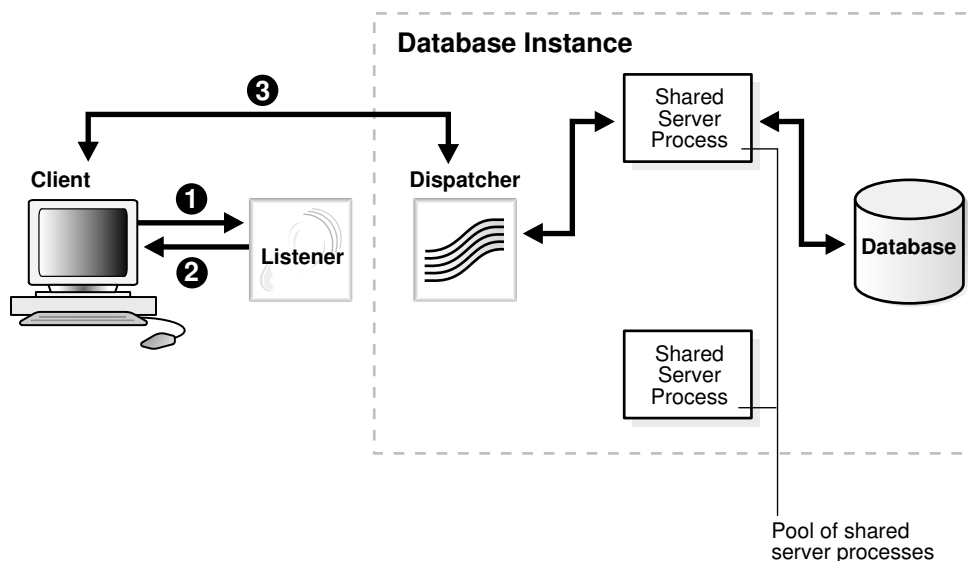 Database Instance
3
Shared
Server
Process
Client
Dispatcher
1
2
Listener
Database
Shared
Server
Process
Pool of shared
server processes